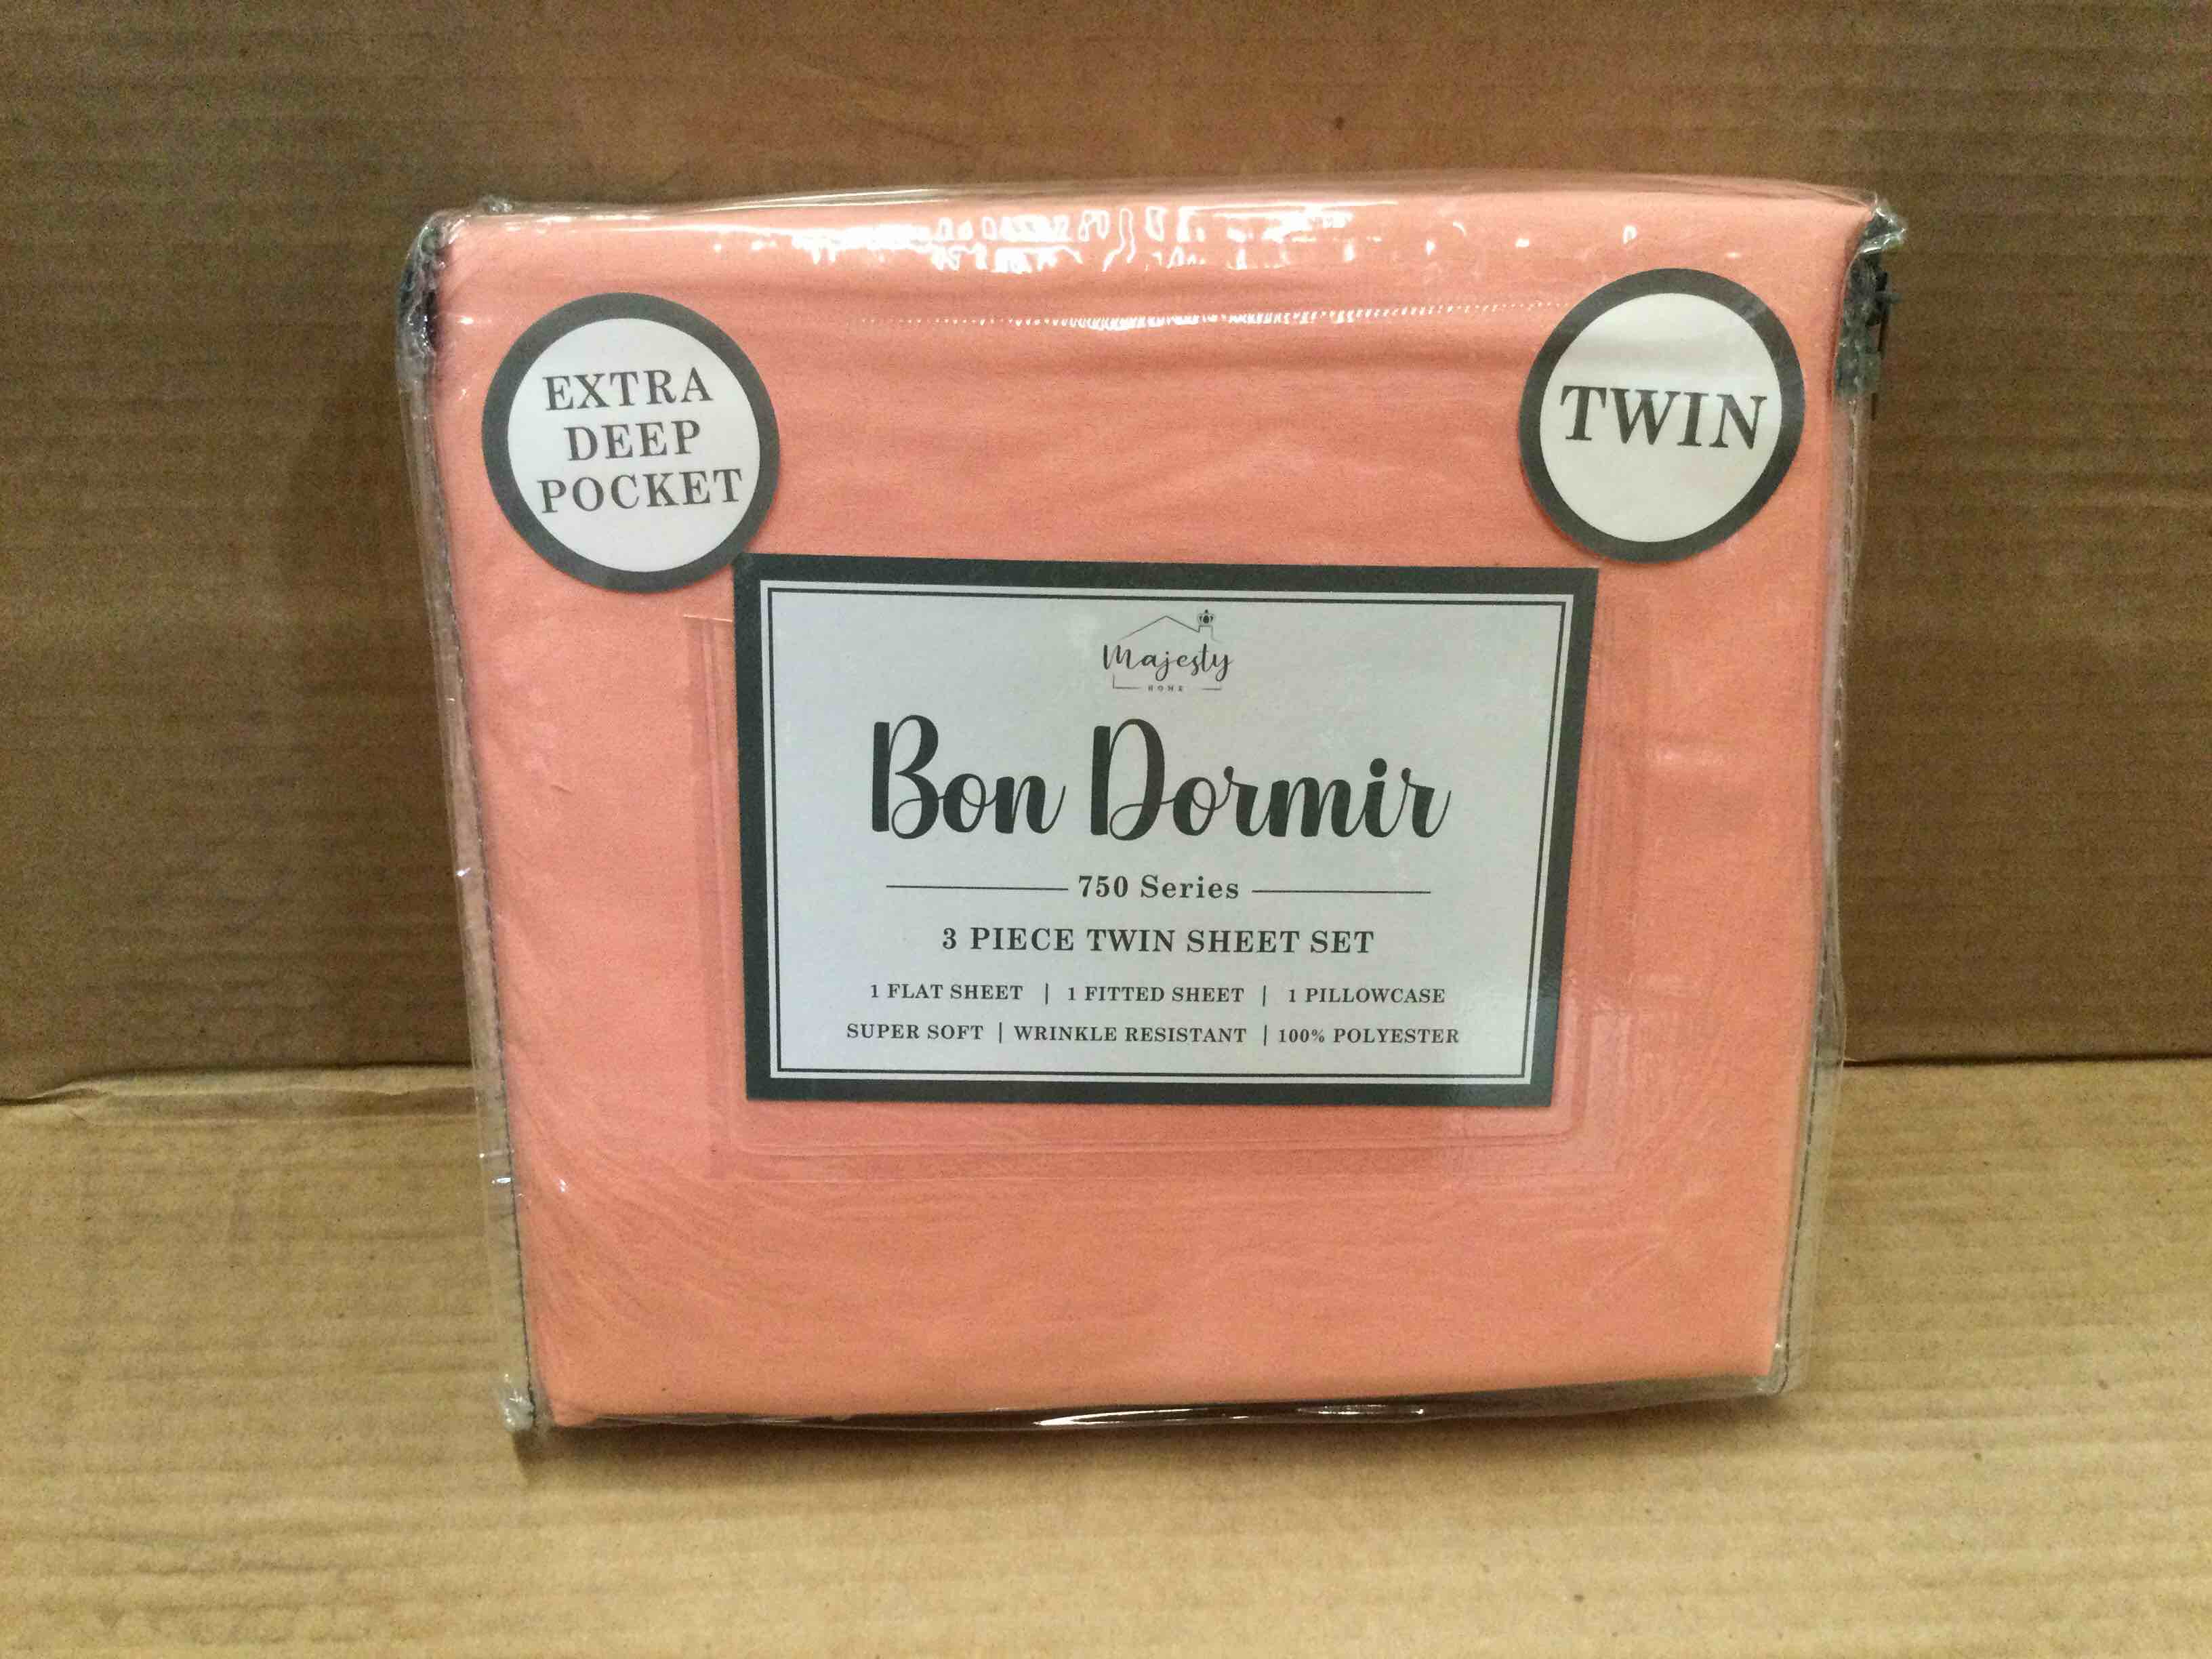 EXTRA
DEEP
POCKET
TWIN
Majesty
HOME
Bon Dormir
750 Series
3 PIECE TWIN SHEET SET
1 FLAT SHEET | 1 FITTED SHEET | 1 PILLOWCASE
SUPER SOFT | WRINKLE RESISTANT | 100% POLYESTER